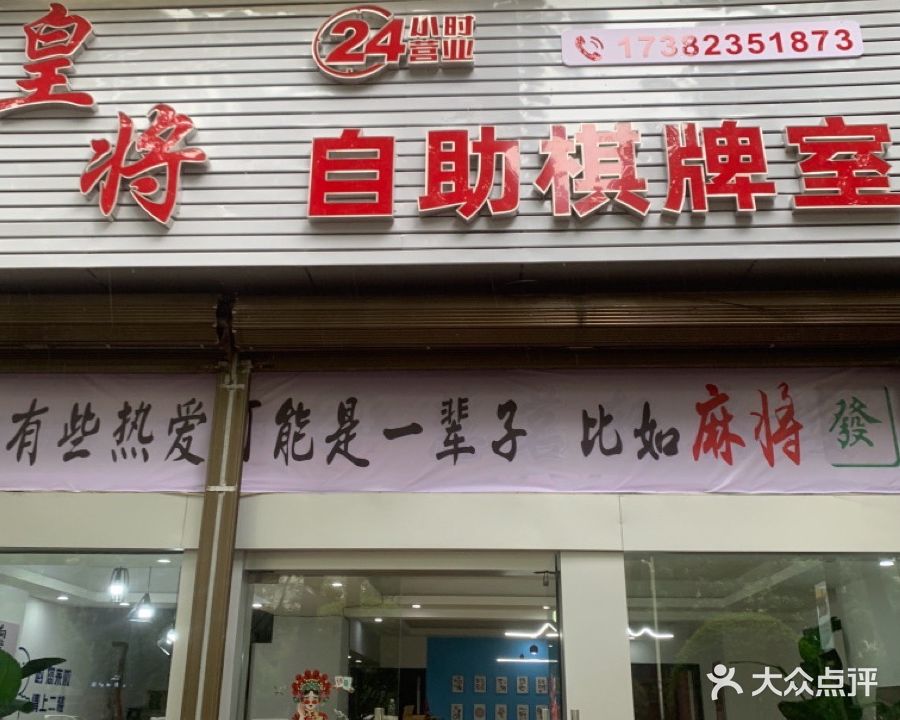 皇将
24小时营业
17382351873
自助棋牌室
有些热爱可能是一辈子 比如麻将 發
大众点评